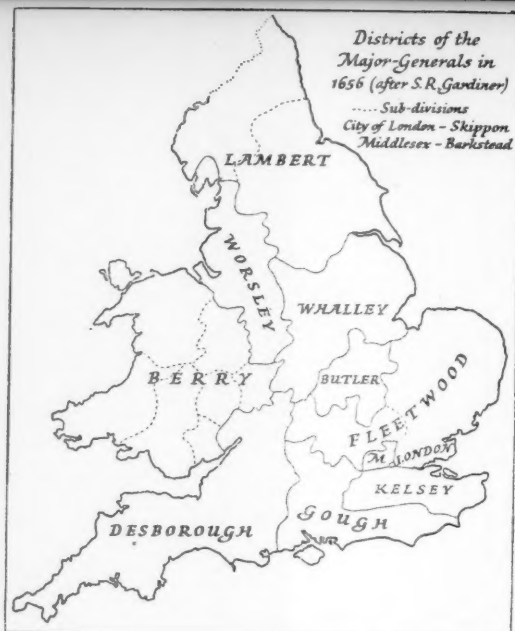 Districts of the
Major-Generals in
1656 (after S.R. Gardiner)
----- Sub-divisions
City of London - Skippon
Middlesex - Barkstead
LAMBERT
WORSLEY
WHALLEY
BERRY
BUTLER
FLEETWOOD
M.
LONDON
KELSEY
GOUGH
DESBOROUGH